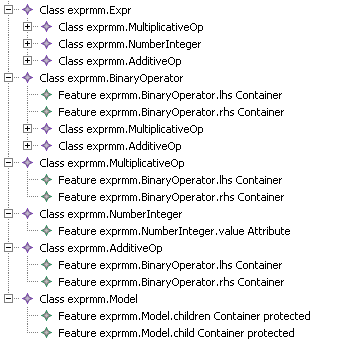 Class exprmm.Expr
Class exprmm.MultiplicativeOp
Class exprmm.NumberInteger
Class exprmm.AdditiveOp
Class exprmm.BinaryOperator
Feature exprmm.BinaryOperator.lhs Container
Feature exprmm.BinaryOperator.rhs Container
Class exprmm.MultiplicativeOp
Class exprmm.AdditiveOp
Class exprmm.MultiplicativeOp
Feature exprmm.BinaryOperator.lhs Container
Feature exprmm.BinaryOperator.rhs Container
Class exprmm.NumberInteger
Feature exprmm.NumberInteger.value Attribute
Class exprmm.AdditiveOp
Feature exprmm.BinaryOperator.lhs Container
Feature exprmm.BinaryOperator.rhs Container
Class exprmm.Model
Feature exprmm.Model.children Container protected
Feature exprmm.Model.child Container protected